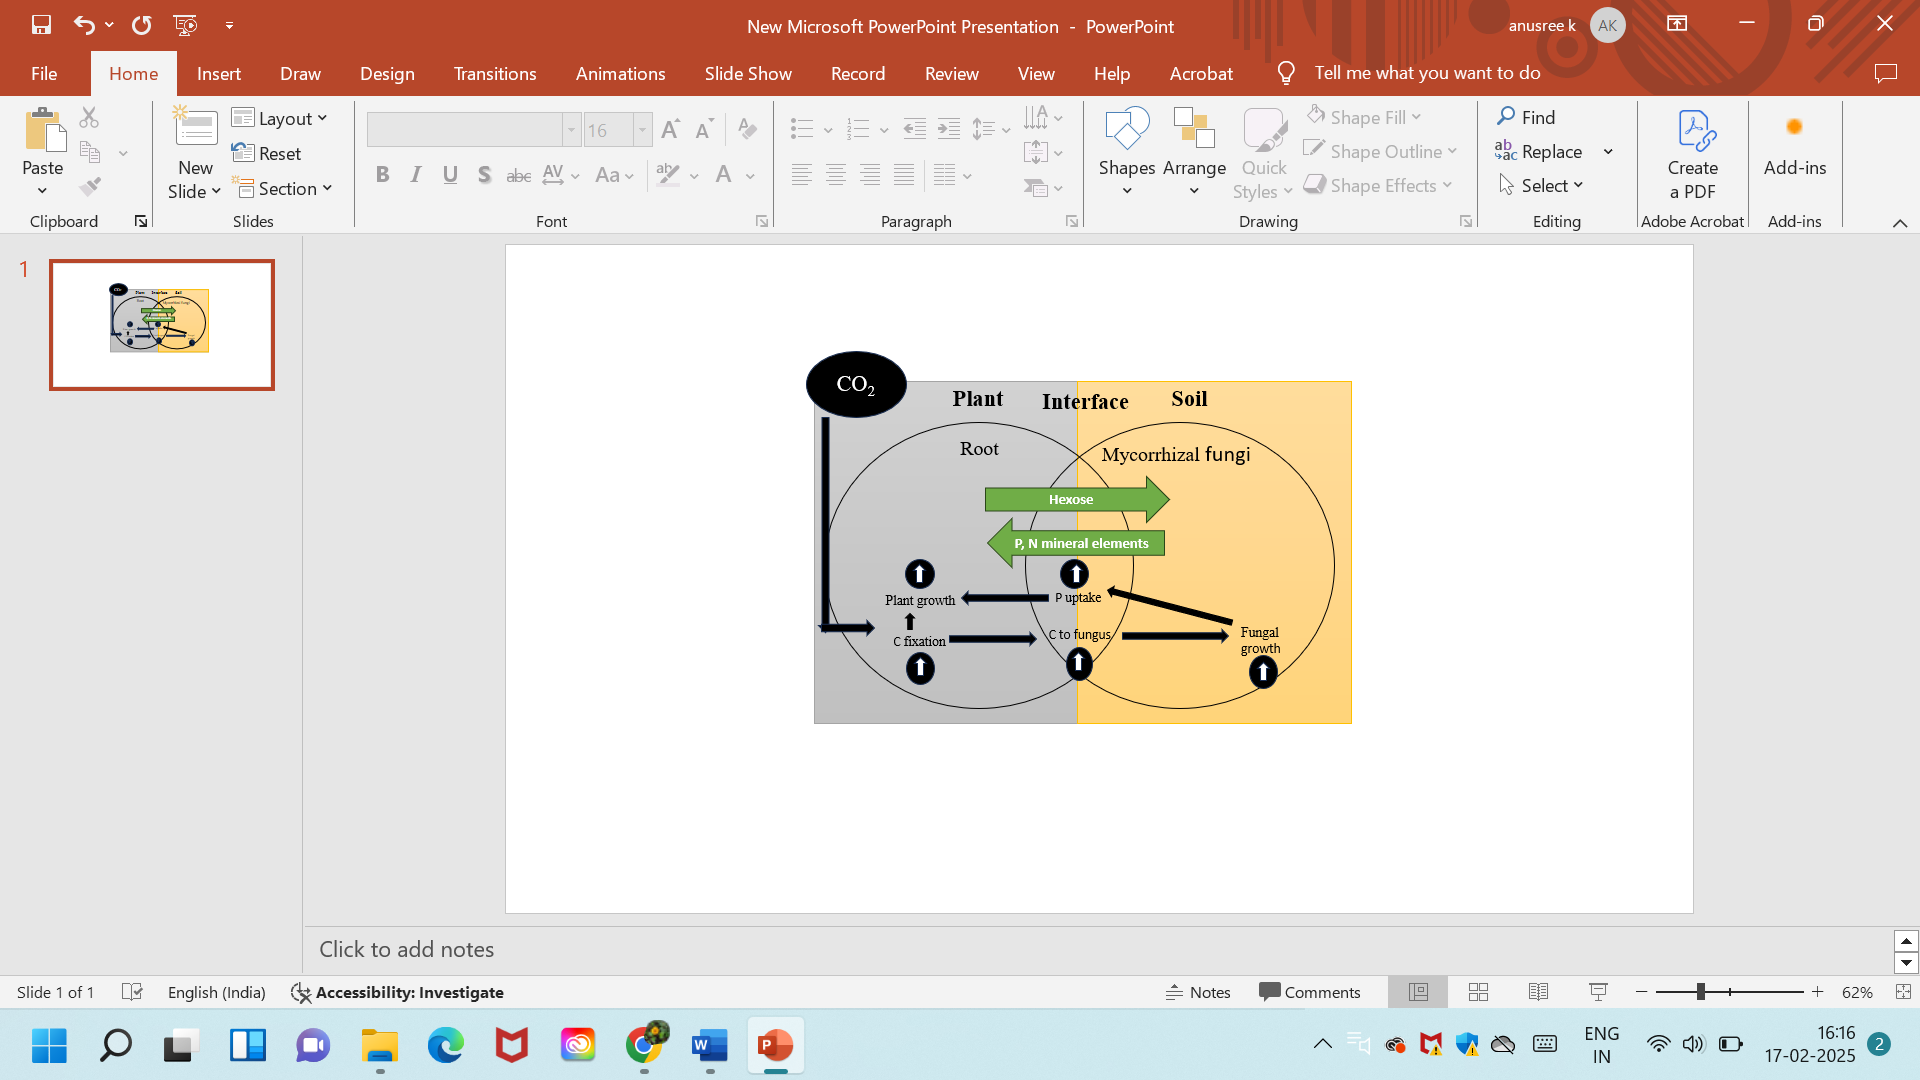 New Microsoft PowerPoint Presentation - PowerPoint
anusree k
AK
File
Home
Insert
Draw
Design
Transitions
Animations
Slide Show
Record
Review
View
Help
Acrobat
Tell me what you want to do
Paste
Clipboard
New
Slide
Layout
Reset
Section
Slides
16
B I U S abc AV Aa ab A
Font
Paragraph
Shapes
Arrange
Quick
Styles
Shape Fill
Shape Outline
Shape Effects
Drawing
Find
Replace
Select
Editing
Create
a PDF
Adobe Acrobat
Add-ins
Add-ins
1
CO2
Plant
Interface
Soil
Root
Mycorrhizal fungi
Hexose
P, N mineral elements
Plant growth
P uptake
C fixation
C to fungus
Fungal
growth
Click to add notes
Slide 1 of 1
English (India)
Accessibility: Investigate
Notes
Comments
62%
ENG
IN
16:16
17-02-2025
2